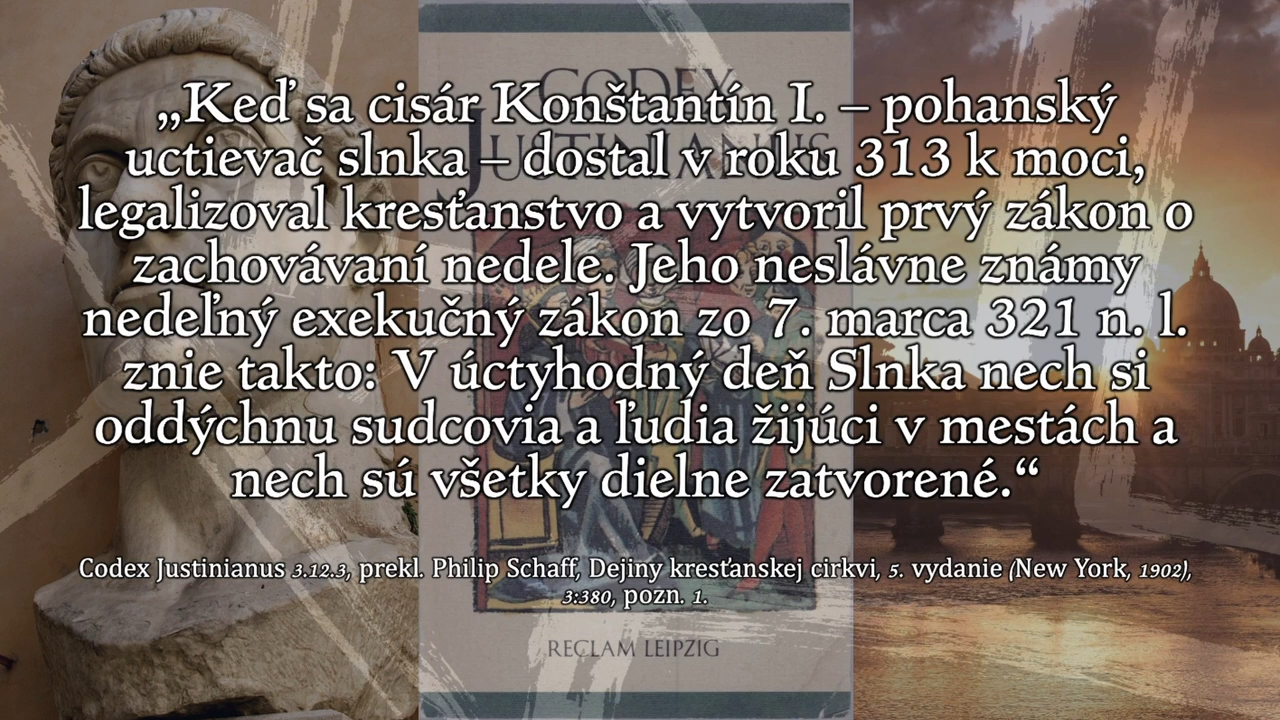 CODEX
JUSTINIANUS
„Keď sa cisár Konštantín I. – pohanský
uctievač slnka – dostal v roku 313 k moci,
legalizoval kresťanstvo a vytvoril prvý zákon o
zachovávaní nedele. Jeho neslávne známy
nedeľný exekučný zákon zo 7. marca 321 n. l.
znie takto: V úctyhodný deň Slnka nech si
oddýchnu sudcovia a ľudia žijúci v mestách a
nech sú všetky dielne zatvorené.“
Codex Justinianus 3.12.3, prekl. Philip Schaff, Dejiny kresťanskej cirkvi, 5. vydanie (New York, 1902),
3:380, pozn. 1.
RECLAM LEIPZIG